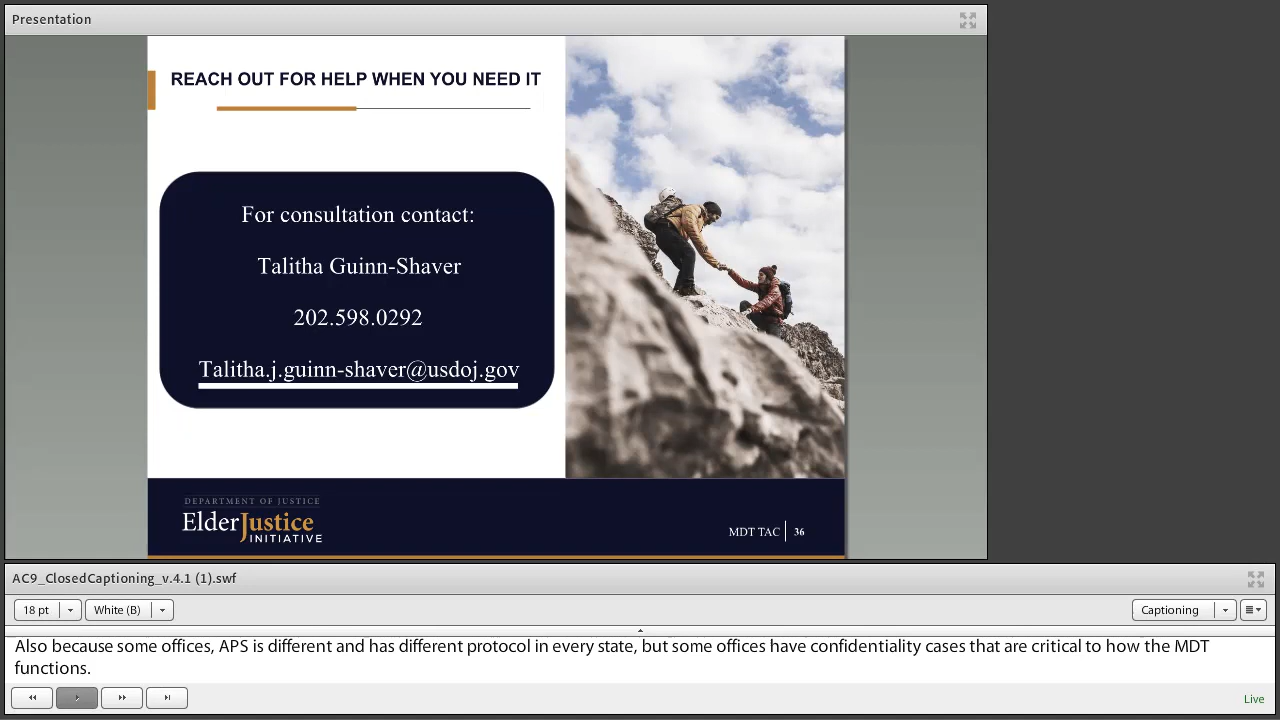 Presentation
REACH OUT FOR HELP WHEN YOU NEED IT
For consultation contact:
Talitha Guinn-Shaver
202.598.0292
Talitha.j.guinn-shaver@usdoj.gov
DEPARTMENT OF JUSTICE
ElderJustice
INITIATIVE
MDT TAC 36
AC9_ClosedCaptioning_v.4.1 (1).swf
18 pt White (B) Captioning
Also because some offices, APS is different and has different protocol in every state, but some offices have confidentiality cases that are critical to how the MDT
functions.
Live